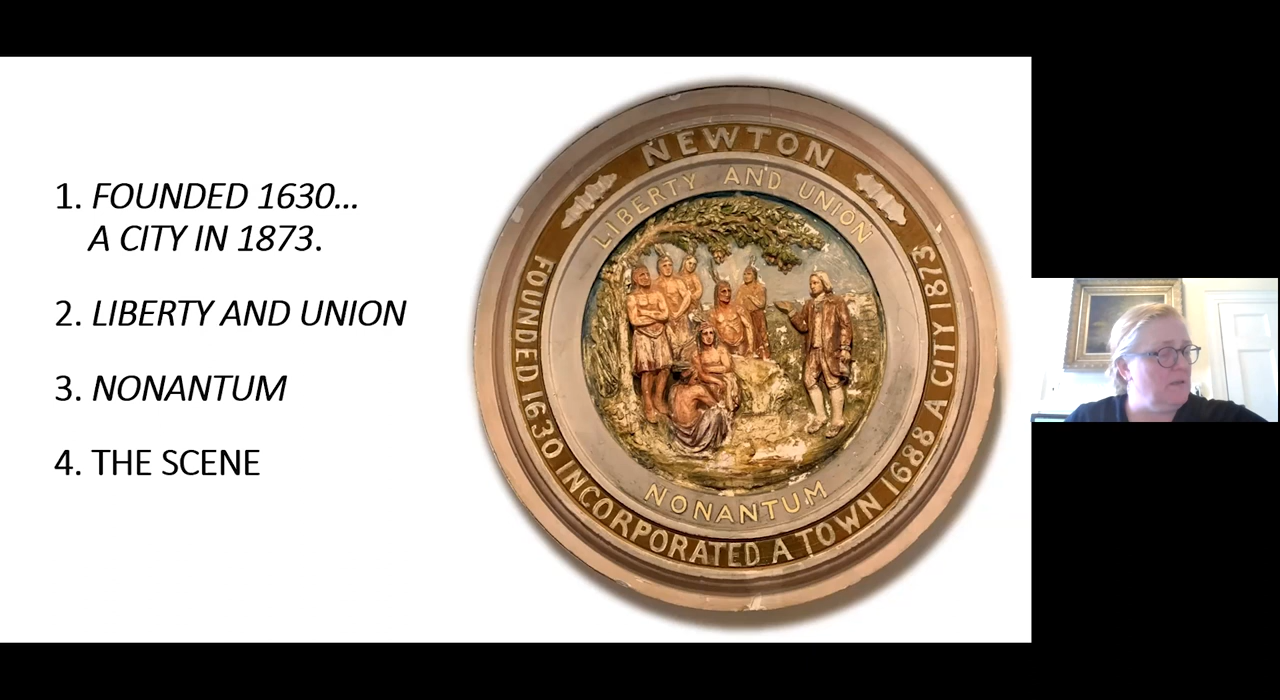 1. FOUNDED 1630...
A CITY IN 1873.
2. LIBERTY AND UNION
3. NONANTUM
4. THE SCENE
NEWTON
LIBERTY AND UNION
FOUNDED 1630 INCORPORATED A TOWN 1688 A CITY 1873
NONANTUM